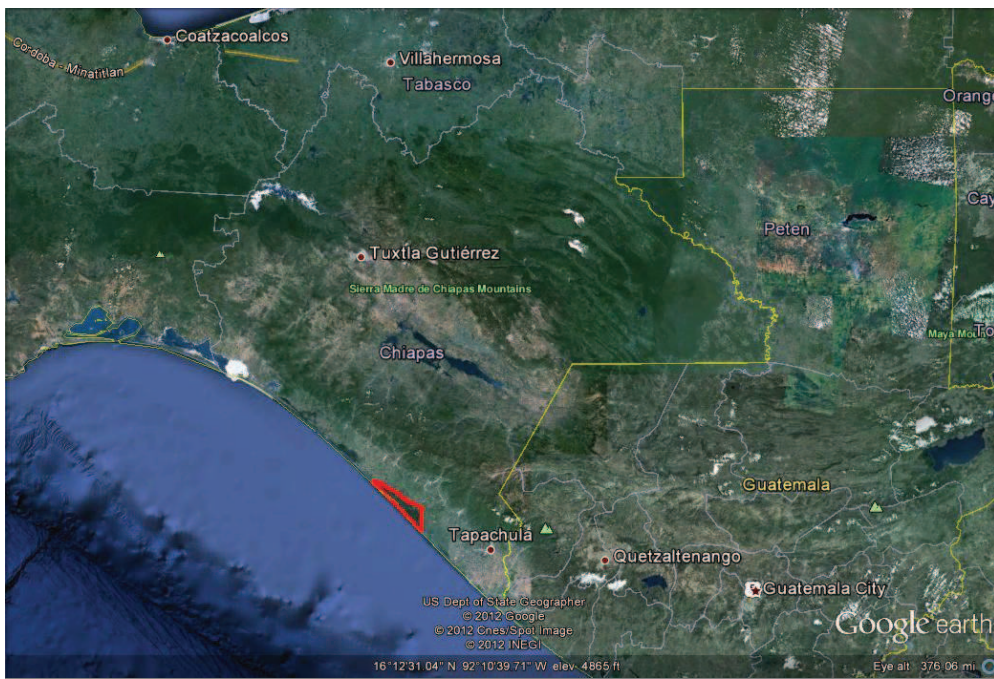 Coatzacoalcos
Cordoba - Minatitlan
Villahermosa
Tabasco
Orang
Cay
Peten
Tuxtla Gutiérrez
Sierra Madre de Chiapas Mountains
Maya Moun
To
Chiapas
Guatemala
Tapachula
Quetzaltenango
Guatemala City
US Dept of State Geographer
© 2012 Google
© 2012 Cnes/Spot Image
© 2012 INEGI
Google earth
16°12'31.04" N 92°10'39.71" W elev 4865 ft
Eye alt 376.06 mi